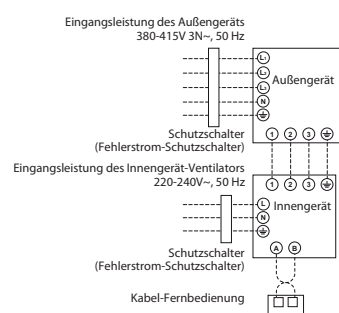 Eingangsleistung des Außengeräts
380-415V 3N~, 50 Hz
L1
L2
L3
N
Außengerät
1 2 3
Schutzschalter
(Fehlerstrom-Schutzschalter)
Eingangsleistung des Innengerät-Ventilators
220-240V~, 50 Hz
1 2 3
L
N
Innengerät
A B
Schutzschalter
(Fehlerstrom-Schutzschalter)
Kabel-Fernbedienung